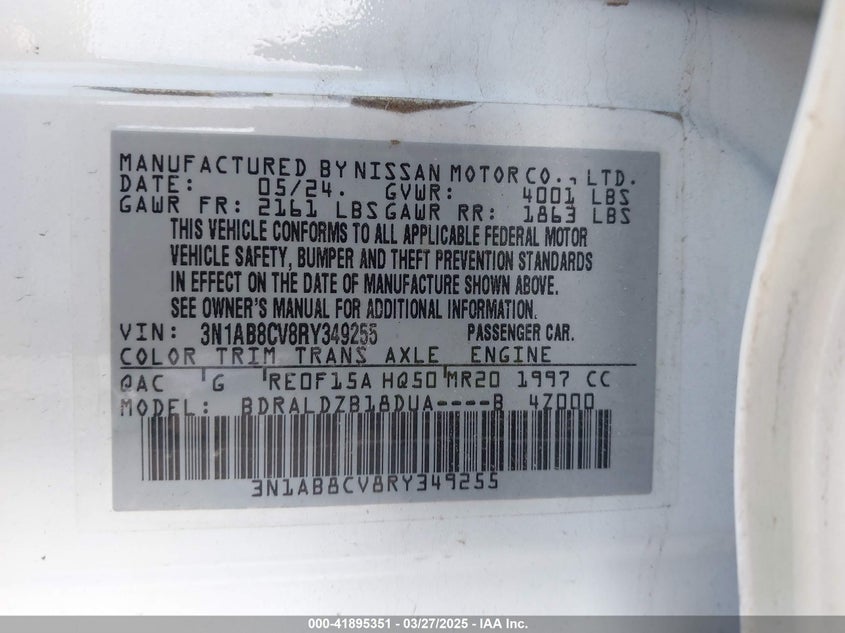 MANUFACTURED BY NISSAN MOTOR CO., LTD.
DATE: 05/24. GVWR: 4001 LBS
GAWR FR: 2161 LBS GAWR RR: 1863 LBS
THIS VEHICLE CONFORMS TO ALL APPLICABLE FEDERAL MOTOR
VEHICLE SAFETY, BUMPER AND THEFT PREVENTION STANDARDS
IN EFFECT ON THE DATE OF MANUFACTURE SHOWN ABOVE.
SEE OWNER'S MANUAL FOR ADDITIONAL INFORMATION.
VIN: 3N1AB8CV8RY349255 PASSENGER CAR.
COLOR TRIM TRANS AXLE ENGINE
QAC G RE0F15A HQ50 MR20 1997 CC
MODEL: BDRALDZB18DUA----B 4Z000
3N1AB8CV8RY349255
000-41895351 - 03/27/2025 - IAA Inc.